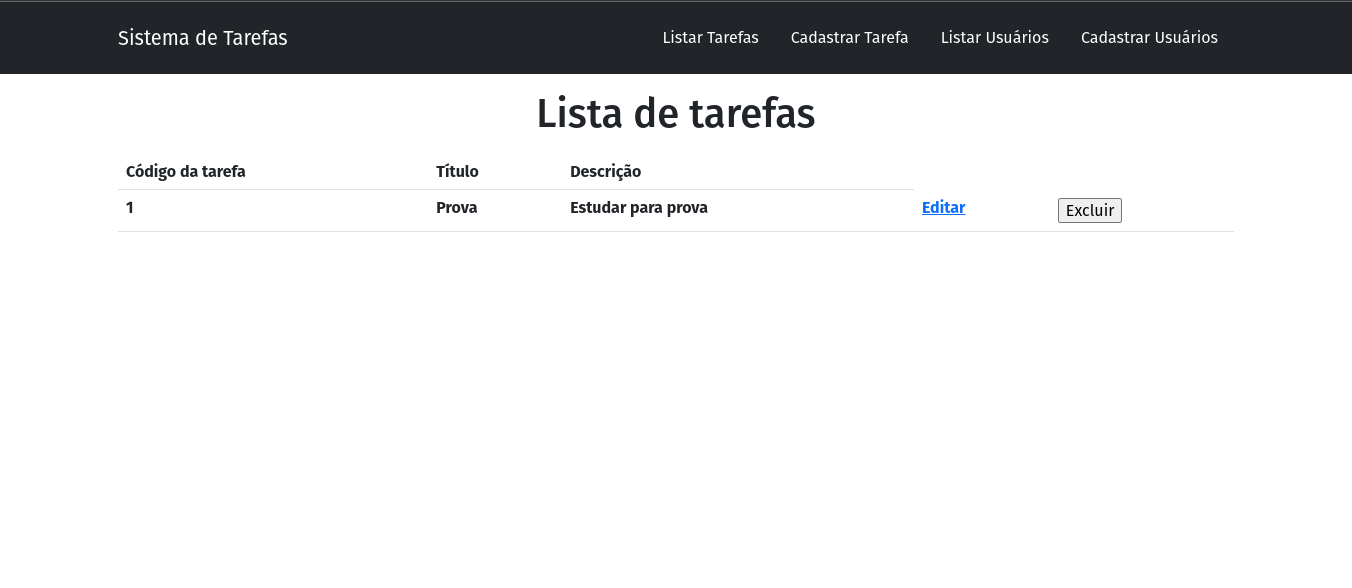 Sistema de Tarefas Listar Tarefas Cadastrar Tarefa Listar Usuários Cadastrar Usuários
Lista de tarefas
Código da tarefa Título Descrição
1 Prova Estudar para prova Editar Excluir